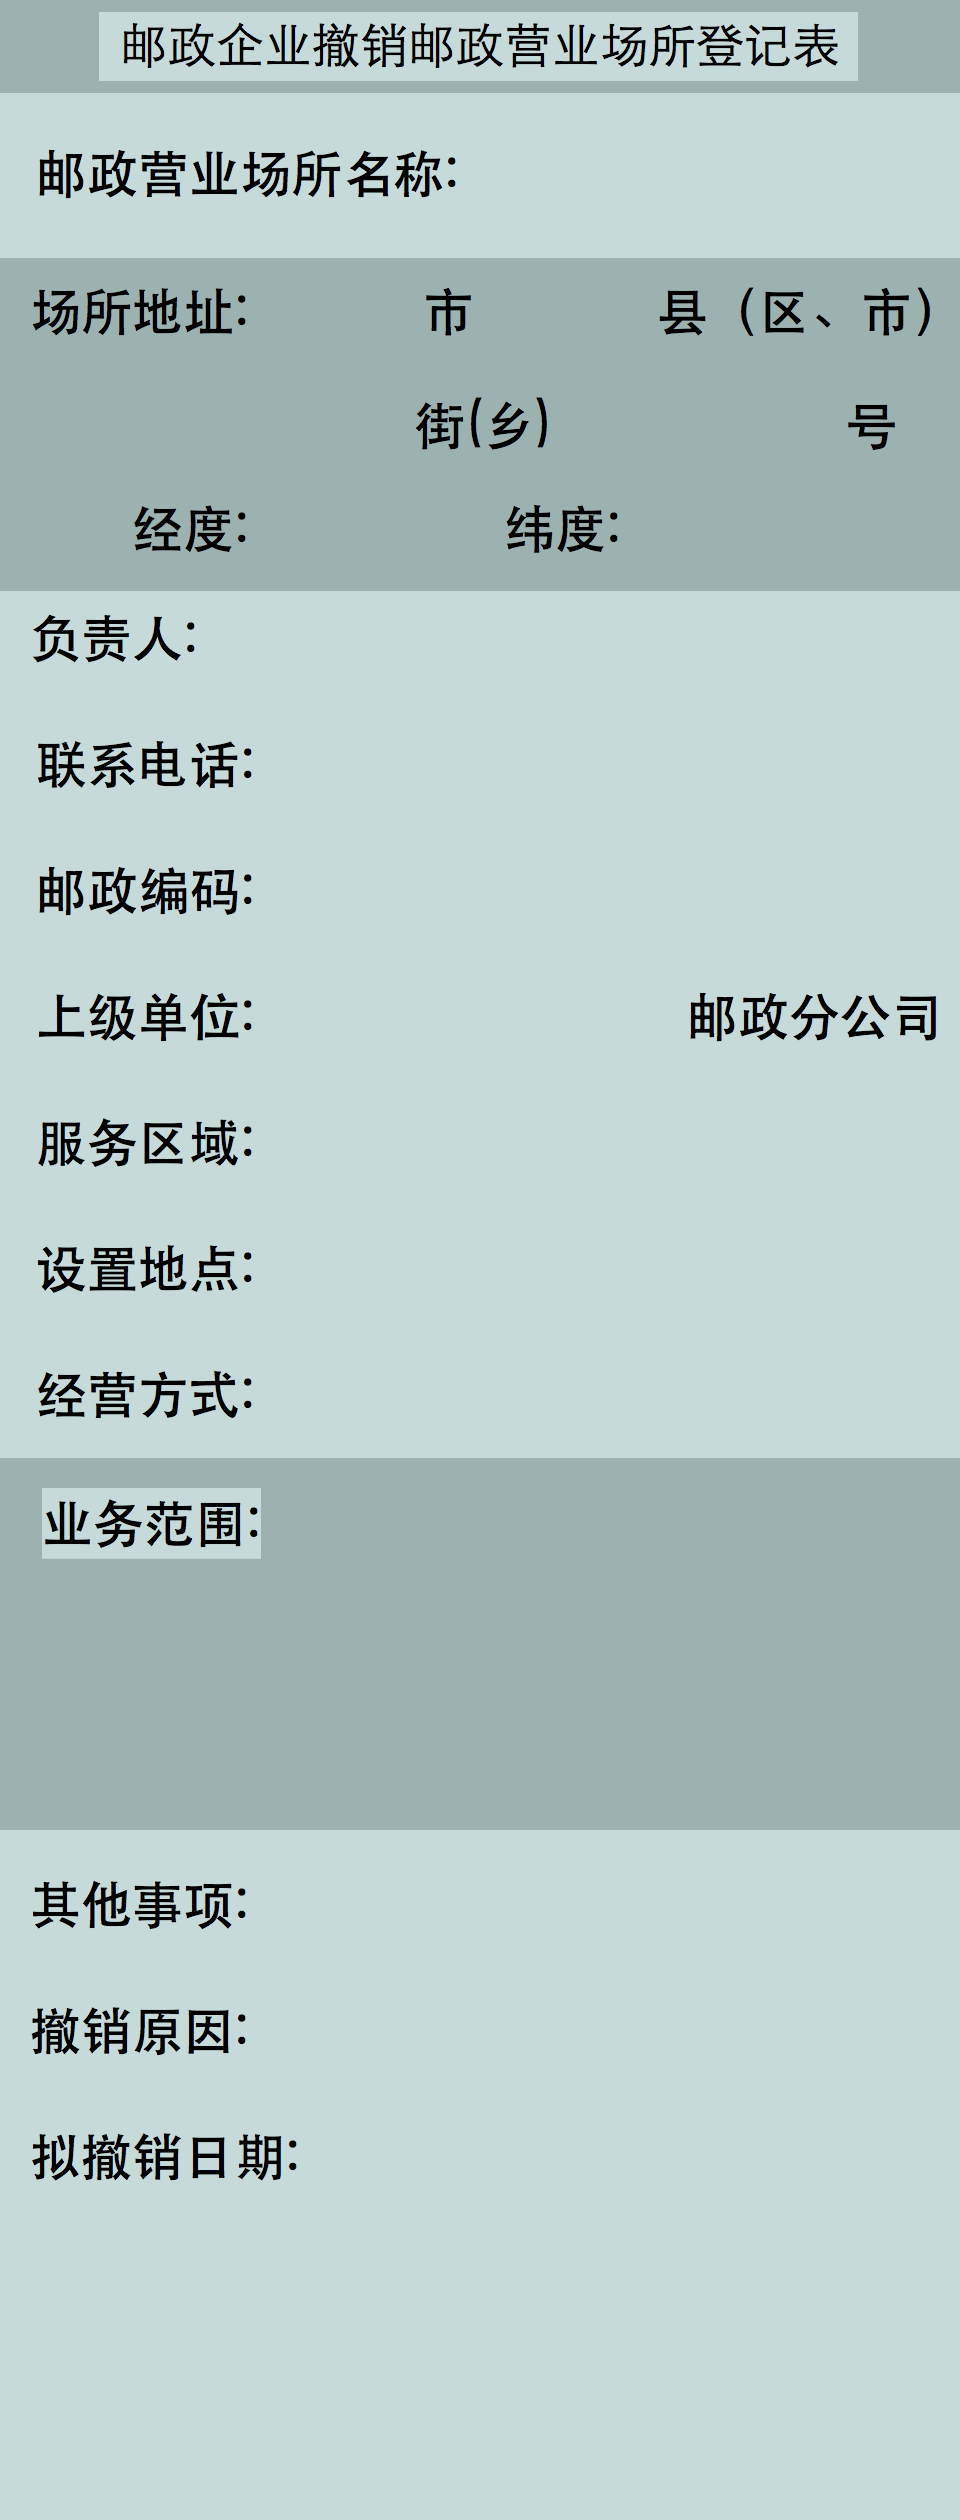 邮政企业撤销邮政营业场所登记表
邮政营业场所名称：
场所地址： 市 县（区、市）
街(乡) 号
经度： 纬度：
负责人：
联系电话：
邮政编码：
上级单位： 邮政分公司
服务区域：
设置地点：
经营方式：
业务范围：
其他事项：
撤销原因：
拟撤销日期：